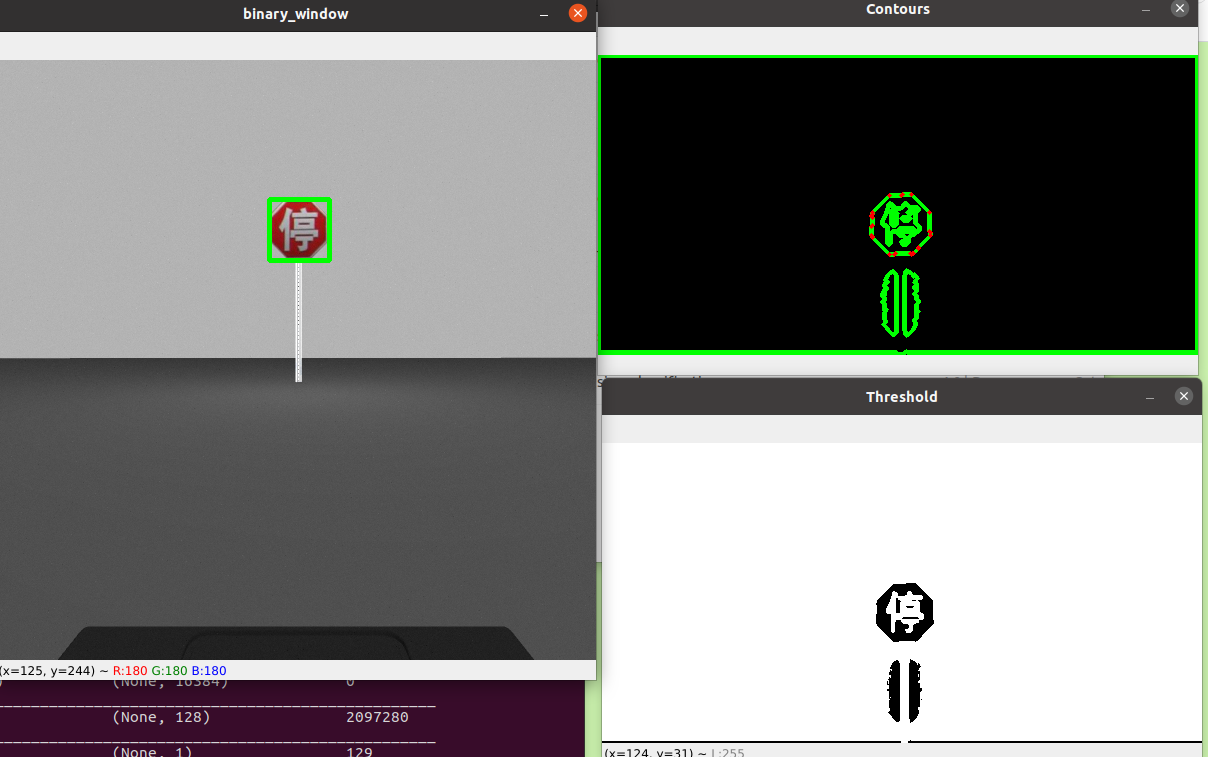 binary_window
停
(x=125, y=244) ~ R:180 G:180 B:180
(None, 16384) 0
(None, 128) 2097280
(None, 1) 129
Contours
停
Threshold
停
(x=124, y=31) ~ L:255